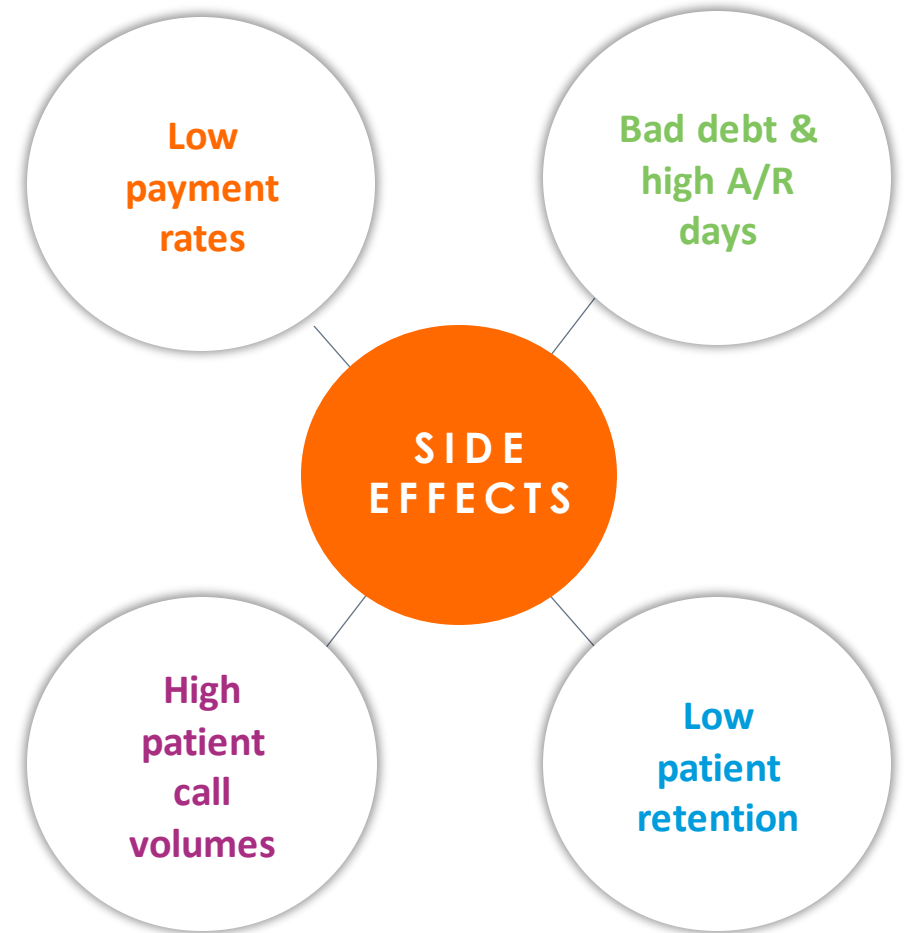 Low
payment
rates
Bad debt &
high A/R
days
SIDE
EFFECTS
High
patient
call
volumes
Low
patient
retention